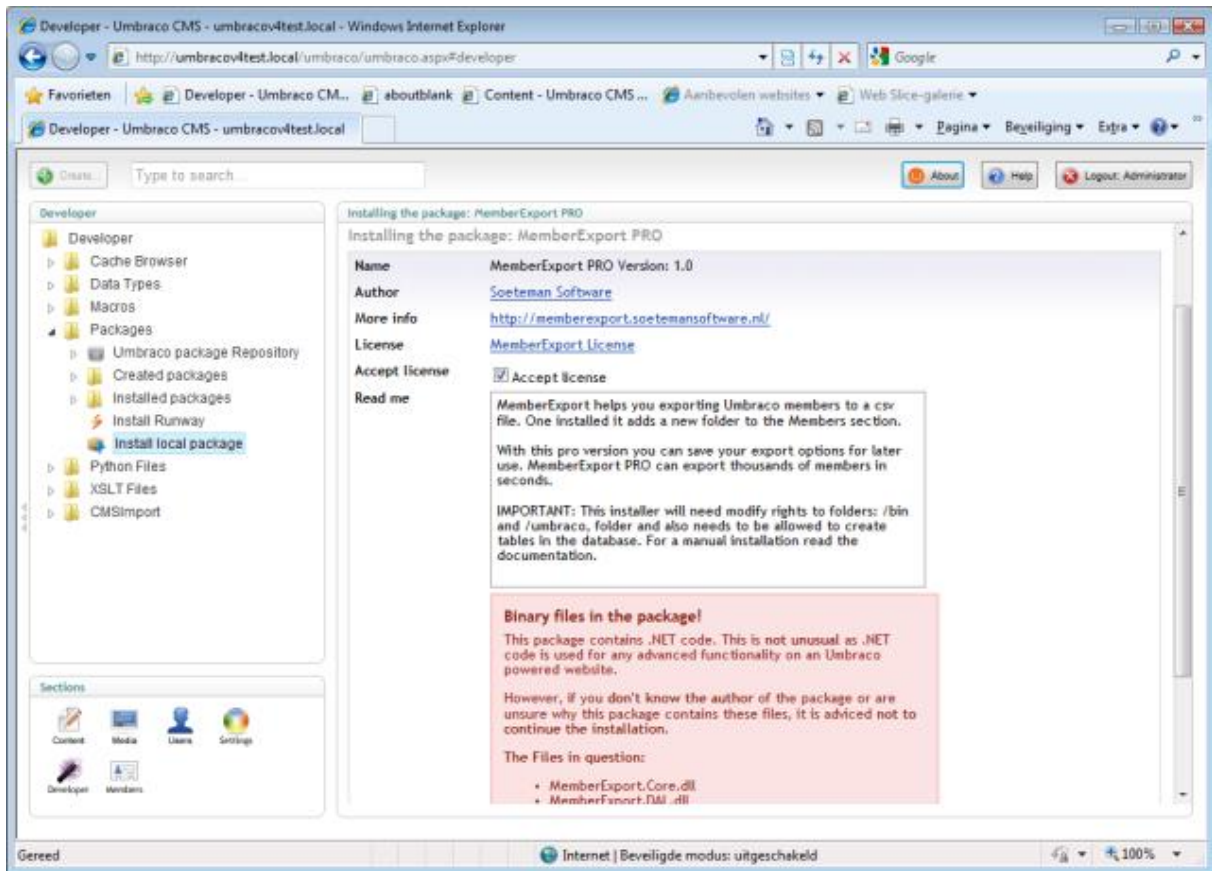 Developer - Umbraco CMS - umbracov4test.local - Windows Internet Explorer
http://umbracov4test.local/umbraco/umbraco.aspx#developer
Google
Favorieten
Developer - Umbraco CM...
aboutblank
Content - Umbraco CMS ...
Aanbevolen websites
Web Slice-galerie
Developer - Umbraco CMS - umbracov4test.local
Pagina
Beveiliging
Extra
Create...
Type to search...
About
Help
Logout: Administrator
Developer
Developer
Cache Browser
Data Types
Macros
Packages
Umbraco package Repository
Created packages
Installed packages
Install Runway
Install local package
Python Files
XSLT Files
CMSImport
Sections
Content
Media
Users
Settings
Developer
Members
Installing the package: MemberExport PRO
Installing the package: MemberExport PRO
Name MemberExport PRO Version: 1.0
Author Soeteman Software
More info http://memberexport.soetemansoftware.nl/
License MemberExport License
Accept license Accept license
Read me
MemberExport helps you exporting Umbraco members to a csv
file. One installed it adds a new folder to the Members section.
With this pro version you can save your export options for later
use. MemberExport PRO can export thousands of members in
seconds.
IMPORTANT: This installer will need modify rights to folders: /bin
and /umbraco, folder and also needs to be allowed to create
tables in the database. For a manual installation read the
documentation.
Binary files in the package!
This package contains .NET code. This is not unusual as .NET
code is used for any advanced functionality on an Umbraco
powered website.
However, if you don't know the author of the package or are
unsure why this package contains these files, it is adviced not to
continue the installation.
The Files in question:
• MemberExport.Core.dll
• MemberExport.DAL.dll
Gereed
Internet | Beveiligde modus: uitgeschakeld
100%